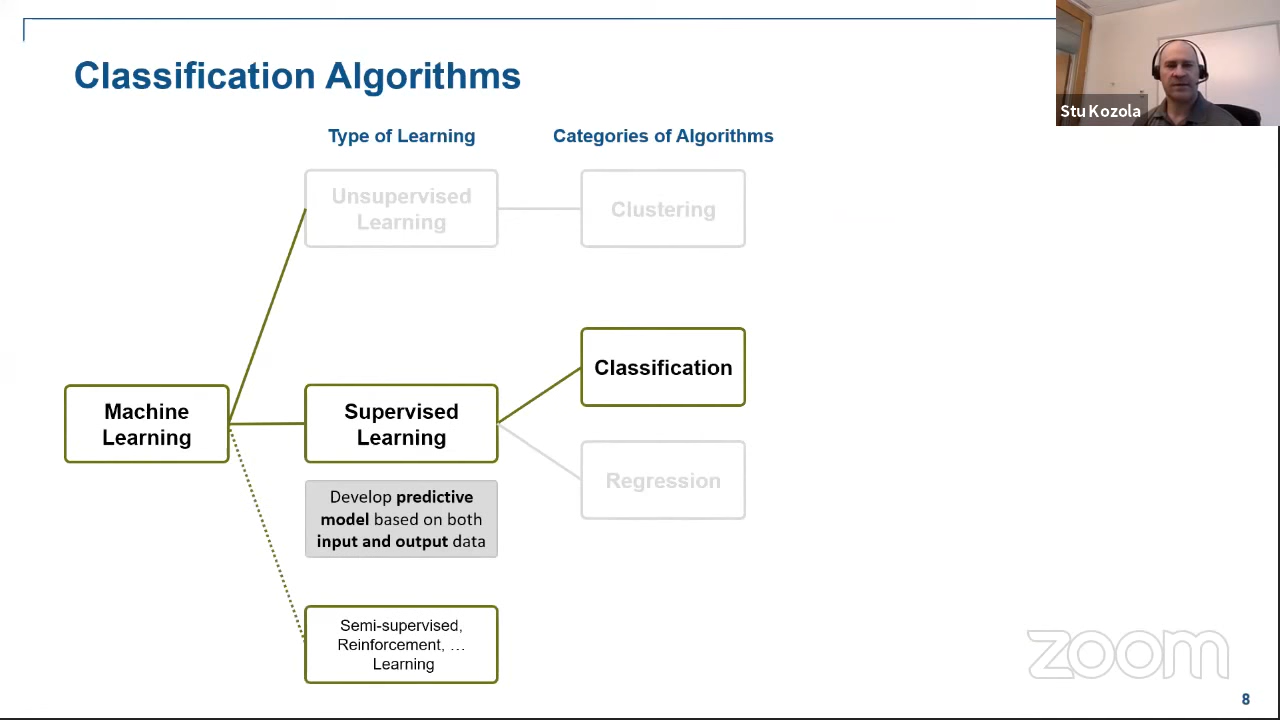 Classification Algorithms
Stu Kozola
Type of Learning
Categories of Algorithms
Unsupervised
Learning
Clustering
Classification
Machine
Learning
Supervised
Learning
Regression
Develop predictive
model based on both
input and output data
Semi-supervised,
Reinforcement, …
Learning
zoom
8